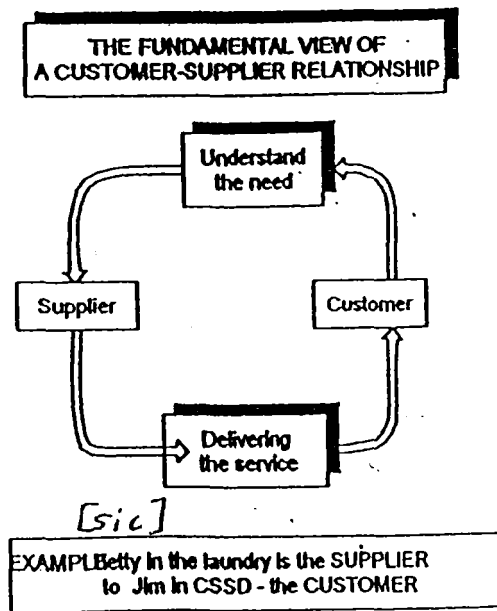 THE FUNDAMENTAL VIEW OF
A CUSTOMER-SUPPLIER RELATIONSHIP
Understand
the need
Supplier
Customer
Delivering
the service
[sic]
EXAMPLBetty in the laundry is the SUPPLIER
to Jim in CSSD - the CUSTOMER